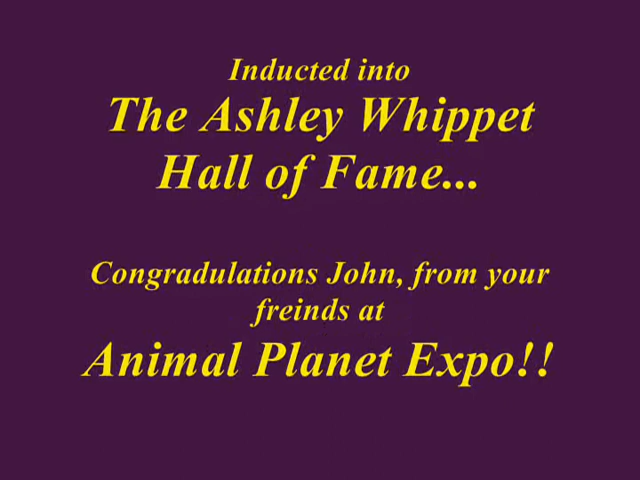 Inducted into
The Ashley Whippet
Hall of Fame...
Congradulations John, from your
freinds at
Animal Planet Expo!!